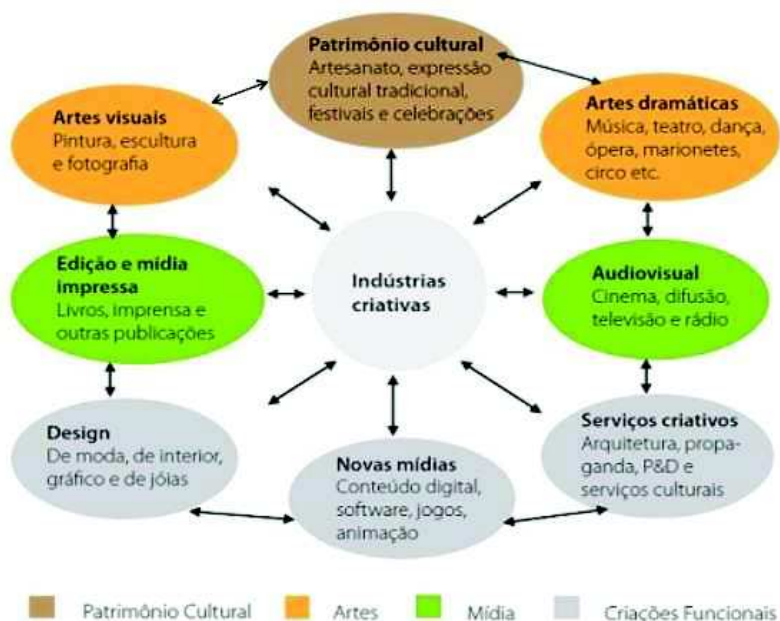 Patrimônio cultural
Artesanato, expressão
cultural tradicional,
festivais e celebrações
Artes visuais
Pintura, escultura
e fotografia
Artes dramáticas
Música, teatro, dança,
ópera, marionetes,
circo etc.
Edição e mídia
impressa
Livros, imprensa e
outras publicações
Indústrias
criativas
Audiovisual
Cinema, difusão,
televisão e rádio
Design
De moda, de interior,
gráfico e de jóias
Novas mídias
Conteúdo digital,
software, jogos,
animação
Serviços criativos
Arquitetura, propa-
ganda, P&D e
serviços culturais
Patrimônio Cultural
Artes
Mídia
Criações Funcionais